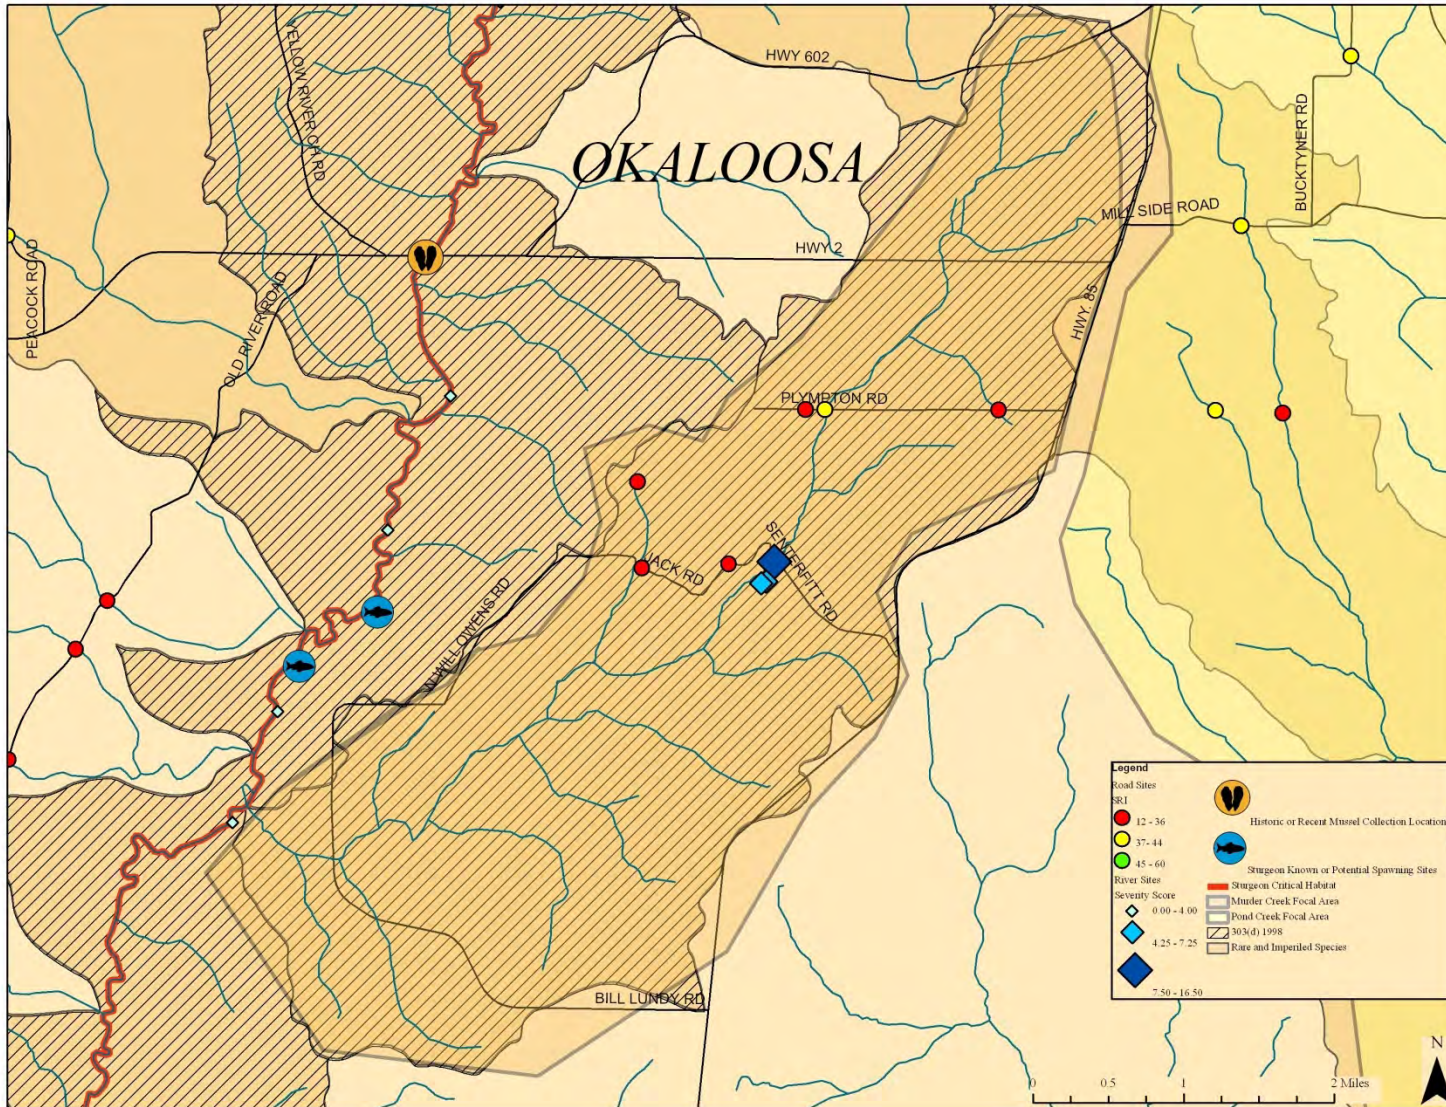 HWY 602
YELLOW RIVER CH RD
OKALOOSA
BUCKTYNER RD
MILL SIDE ROAD
HWY 2
PEACOCK ROAD
OLD RIVER ROAD
HWY. 85
PLYMPTON RD
SENTERFITT RD
JACK RD
N WILL OWENS RD
BILL LUNDY RD
Legend
Road Sites
SRI
12 - 36
37- 44
45 - 60
River Sites
Severity Score
0.00 - 4.00
4.25 - 7.25
7.50 - 16.50
Historic or Recent Mussel Collection Location
Sturgeon Known or Potential Spawning Sites
Sturgeon Critical Habitat
Murder Creek Focal Area
Pond Creek Focal Area
303(d) 1998
Rare and Imperiled Species
N
0 0.5 1 2 Miles